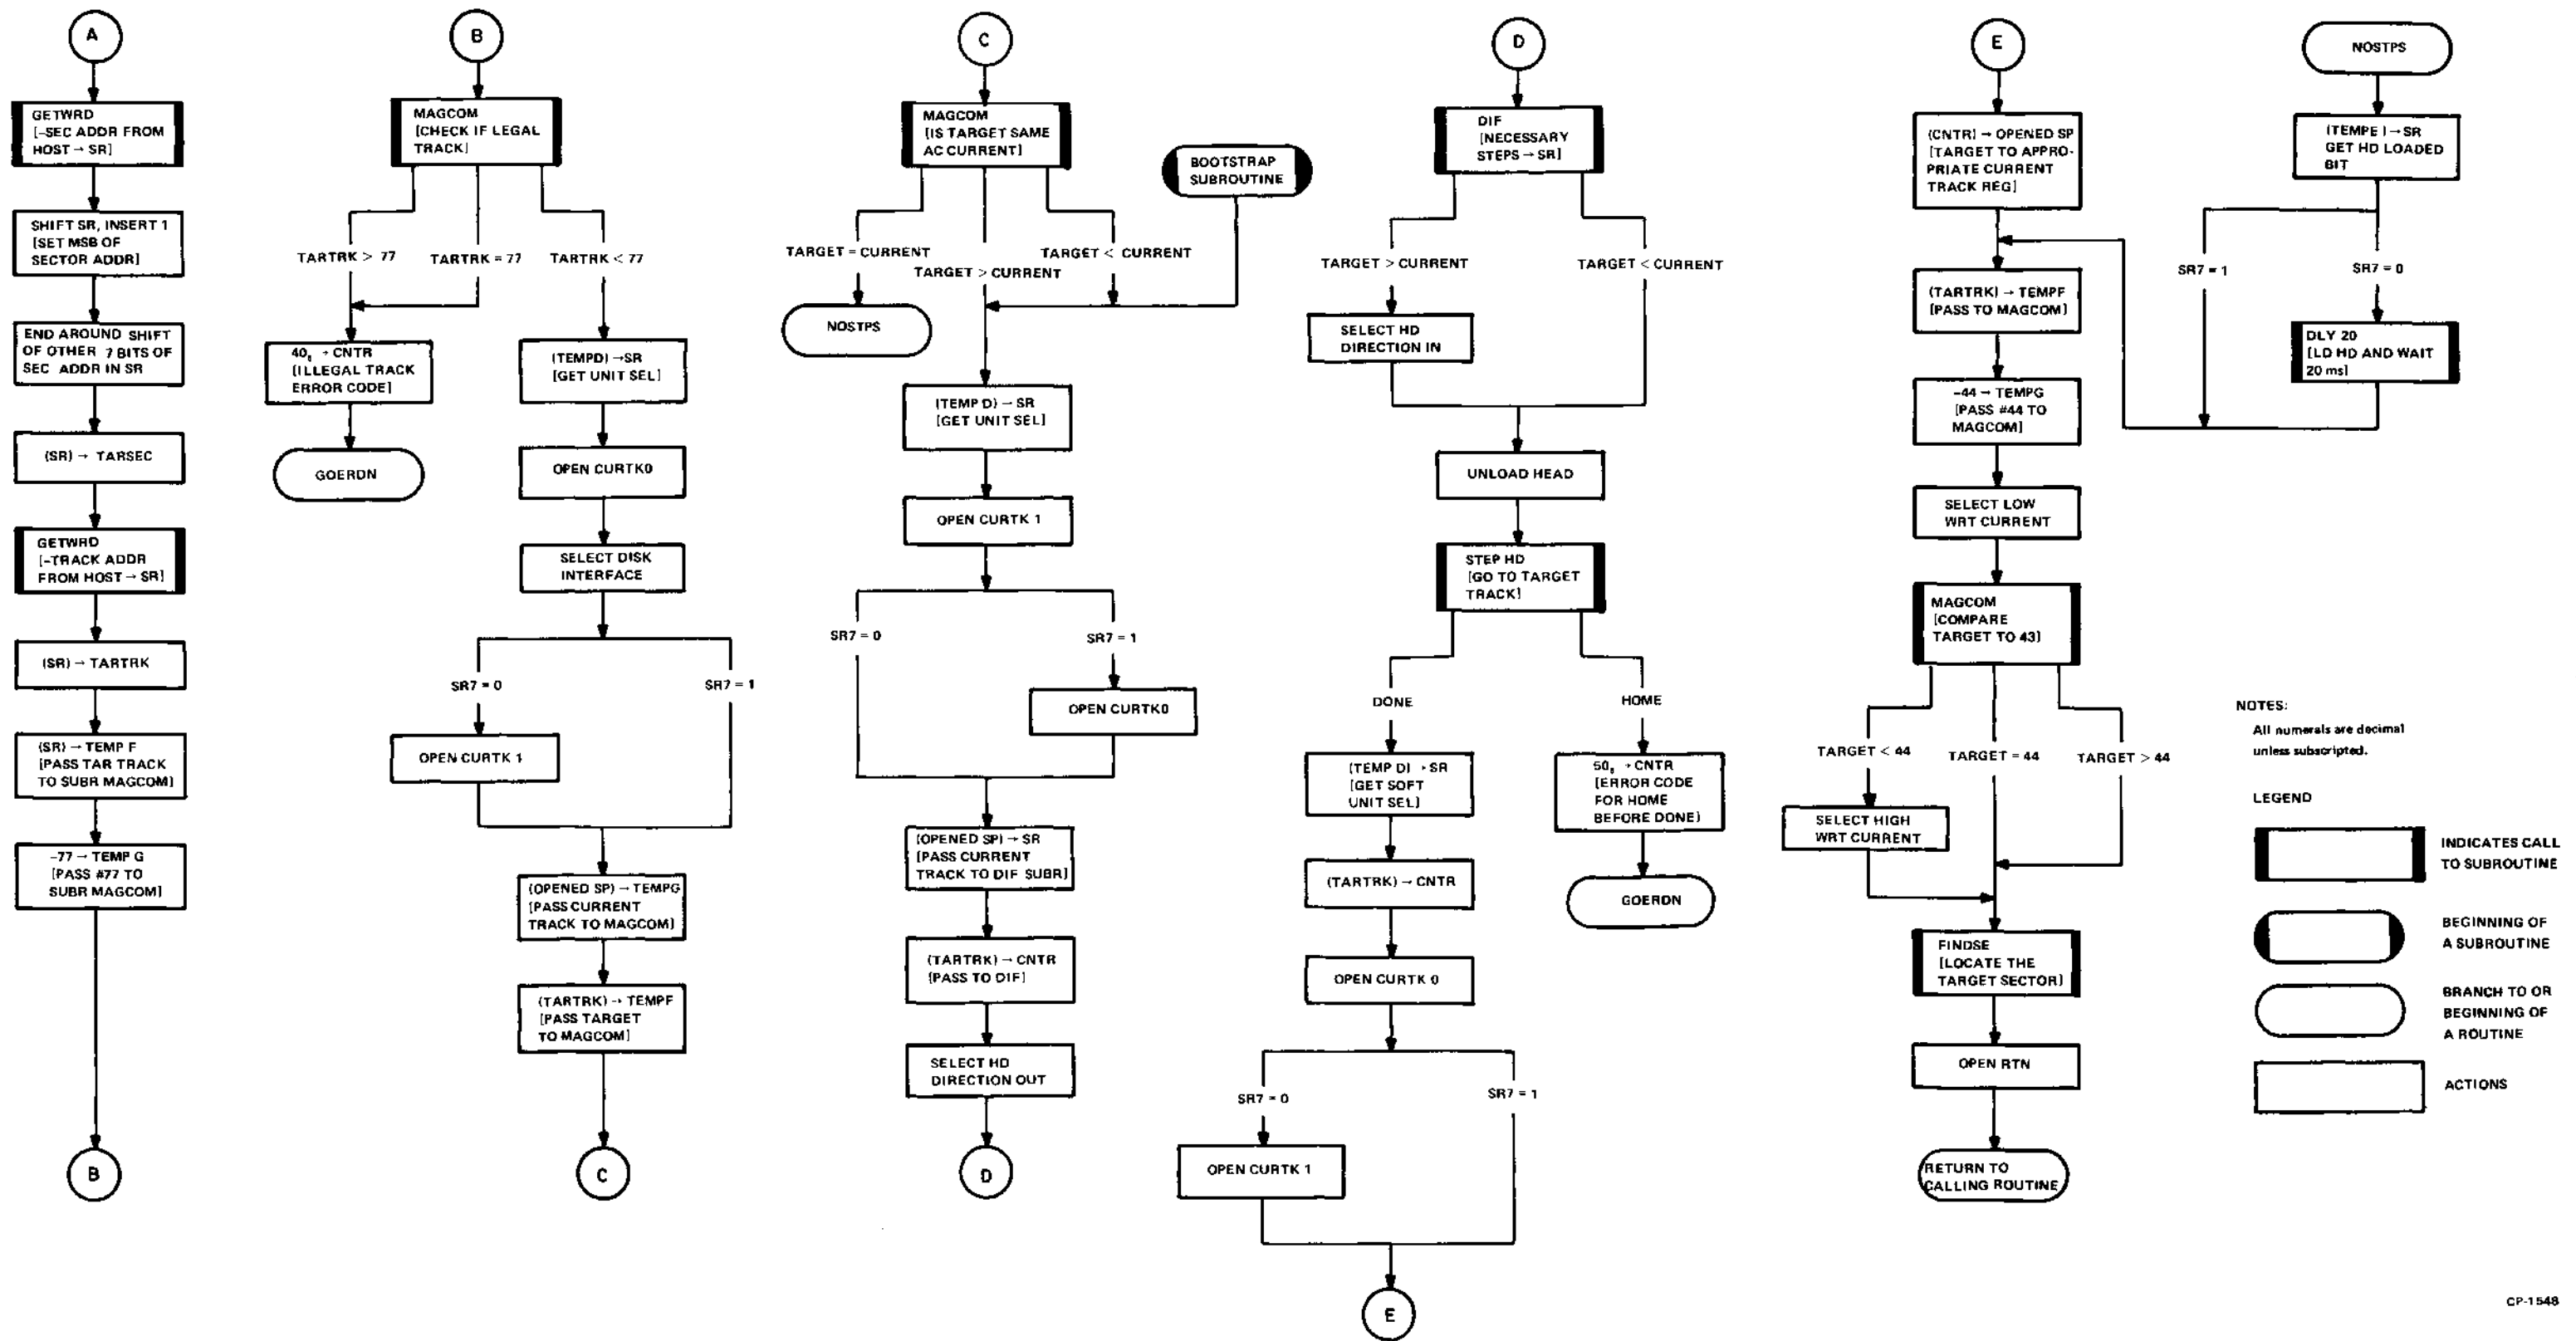 A
GETWRD
[-SEC ADDR FROM
HOST → SR]
SHIFT SR, INSERT 1
[SET MSB OF
SECTOR ADDR]
END AROUND SHIFT
OF OTHER 7 BITS OF
SEC ADDR IN SR
(SR) → TARSEC
GETWRD
[-TRACK ADDR
FROM HOST → SR]
(SR) → TARTRK
(SR) → TEMP F
[PASS TAR TRACK
TO SUBR MAGCOM]
-77 → TEMP G
[PASS #77 TO
SUBR MAGCOM]
B
B
MAGCOM
[CHECK IF LEGAL
TRACK]
TARTRK > 77
TARTRK = 77
TARTRK < 77
40₈ → CNTR
[ILLEGAL TRACK
ERROR CODE]
GOERDN
(TEMPD) → SR
[GET UNIT SEL]
OPEN CURTK0
SELECT DISK
INTERFACE
SR7 = 0
SR7 = 1
OPEN CURTK 1
(OPENED SP) → TEMPG
[PASS CURRENT
TRACK TO MAGCOM]
(TARTRK) → TEMPF
[PASS TARGET
TO MAGCOM]
C
C
MAGCOM
[IS TARGET SAME
AC CURRENT]
BOOTSTRAP
SUBROUTINE
TARGET = CURRENT
TARGET > CURRENT
TARGET < CURRENT
NOSTPS
(TEMP D) → SR
[GET UNIT SEL]
OPEN CURTK 1
SR7 = 0
SR7 = 1
OPEN CURTK0
(OPENED SP) → SR
[PASS CURRENT
TRACK TO DIF SUBR]
(TARTRK) → CNTR
[PASS TO DIF]
SELECT HD
DIRECTION OUT
D
D
DIF
[NECESSARY
STEPS → SR]
TARGET > CURRENT
TARGET < CURRENT
SELECT HD
DIRECTION IN
UNLOAD HEAD
STEP HD
[GO TO TARGET
TRACK]
DONE
HOME
(TEMP D) → SR
[GET SOFT
UNIT SEL]
50₈ → CNTR
[ERROR CODE
FOR HOME
BEFORE DONE]
(TARTRK) → CNTR
GOERDN
OPEN CURTK 0
SR7 = 0
SR7 = 1
OPEN CURTK 1
E
E
(CNTR) → OPENED SP
[TARGET TO APPRO-
PRIATE CURRENT
TRACK REG]
(TARTRK) → TEMPF
[PASS TO MAGCOM]
-44 → TEMPG
[PASS #44 TO
MAGCOM]
SELECT LOW
WRT CURRENT
MAGCOM
[COMPARE
TARGET TO 43]
TARGET < 44
TARGET = 44
TARGET > 44
SELECT HIGH
WRT CURRENT
FINDSE
[LOCATE THE
TARGET SECTOR]
OPEN RTN
RETURN TO
CALLING ROUTINE
NOSTPS
(TEMPE) → SR
GET HD LOADED
BIT
SR7 = 1
SR7 = 0
DLY 20
[LD HD AND WAIT
20 ms]
NOTES:
All numerals are decimal
unless subscripted.
LEGEND
INDICATES CALL
TO SUBROUTINE
BEGINNING OF
A SUBROUTINE
BRANCH TO OR
BEGINNING OF
A ROUTINE
ACTIONS
CP-1548